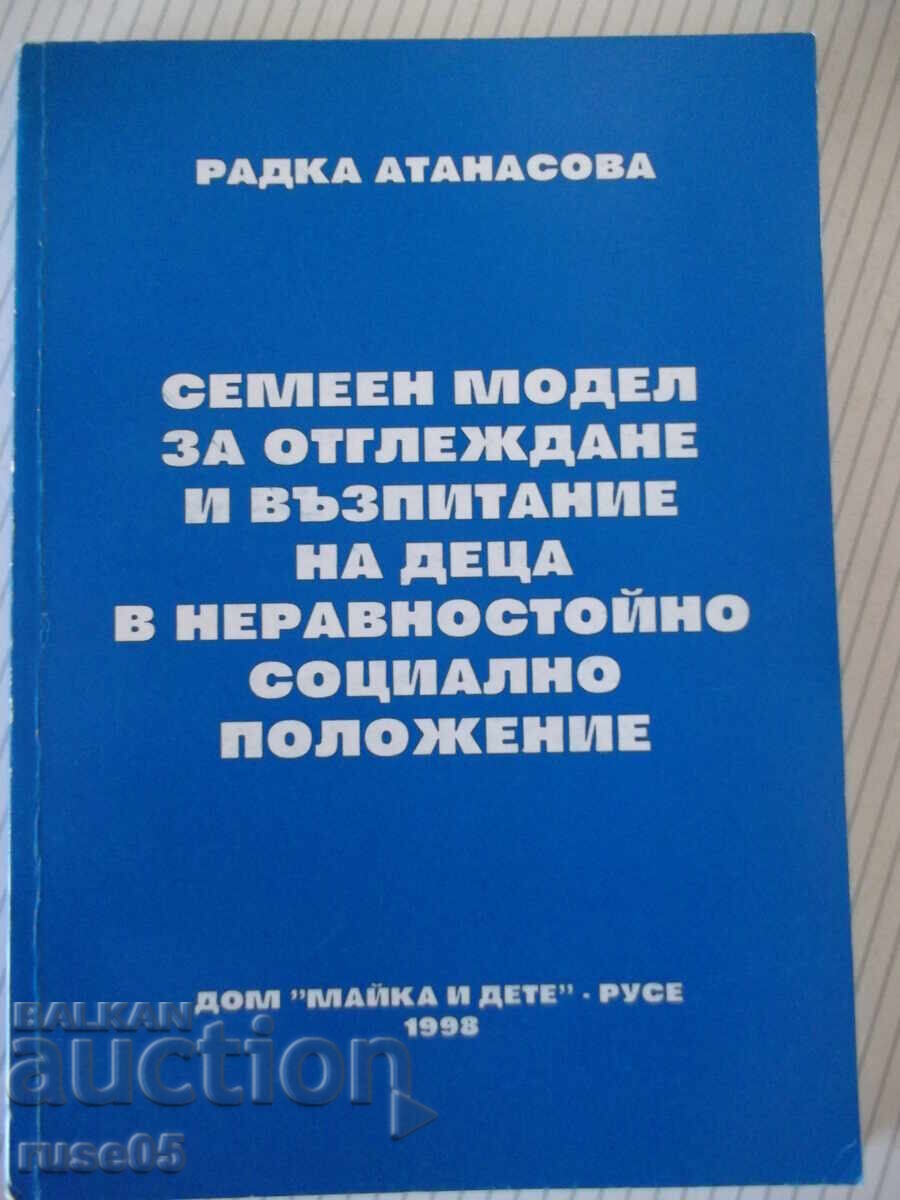 РАДКА АТАНАСОВА
СЕМЕЕН МОДЕЛ
ЗА ОТГЛЕЖДАНЕ
И ВЪЗПИТАНИЕ
НА ДЕЦА
В НЕРАВНОСТОЙНО
СОЦИАЛНО
ПОЛОЖЕНИЕ
ДОМ "МАЙКА И ДЕТЕ" · РУСЕ
1998
BALKAN
auction
ruse05